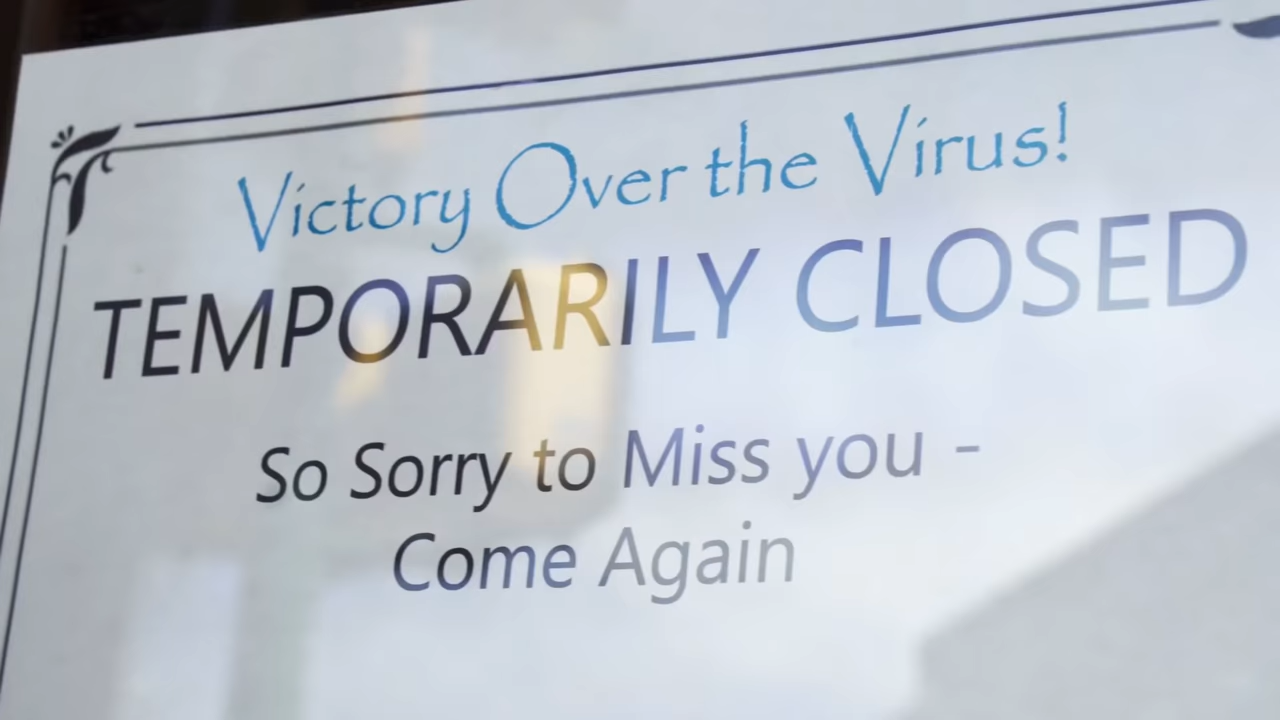 Victory Over the Virus!
TEMPORARILY CLOSED
So Sorry to Miss you -
Come Again